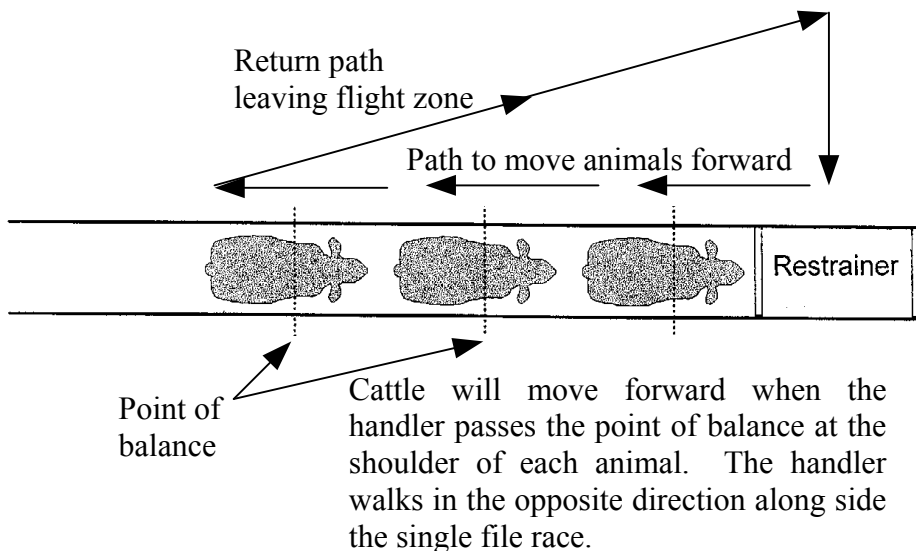 Return path
leaving flight zone
Path to move animals forward
Restrainer
Point of
balance
Cattle will move forward when the
handler passes the point of balance at the
shoulder of each animal. The handler
walks in the opposite direction along side
the single file race.